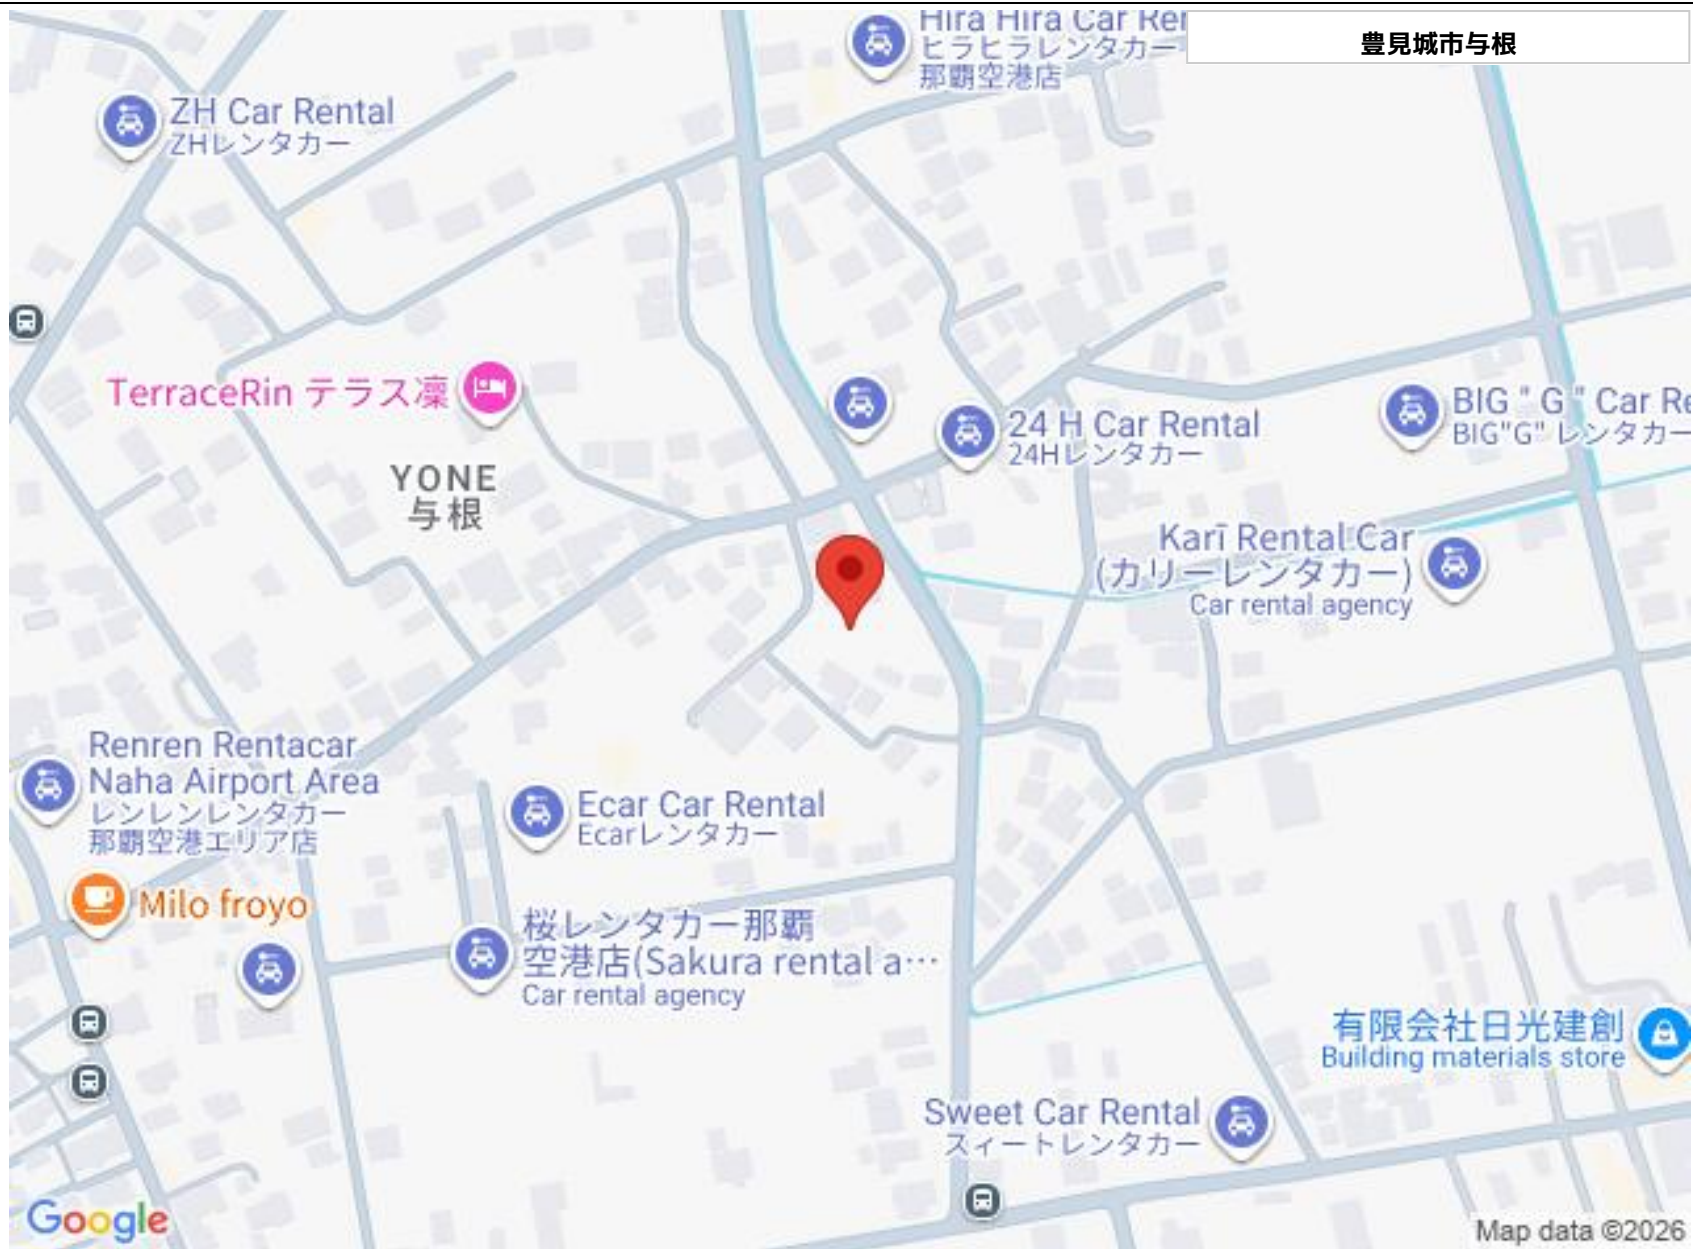 Hira Hira Car Rer
ヒラヒラレンタカー
那覇空港店
豊見城市与根
ZH Car Rental
ZHレンタカー
TerraceRin テラス凜
YONE
与根
24 H Car Rental
24Hレンタカー
BIG " G " Car Re
BIG"G" レンタカー
Karī Rental Car
(カリーレンタカー)
Car rental agency
Renren Rentacar
Naha Airport Area
レンレンレンタカー
那覇空港エリア店
Ecar Car Rental
Ecarレンタカー
Milo froyo
桜レンタカー那覇
空港店(Sakura rental a…
Car rental agency
有限会社日光建創
Building materials store
Sweet Car Rental
スィートレンタカー
Google
Map data ©2026